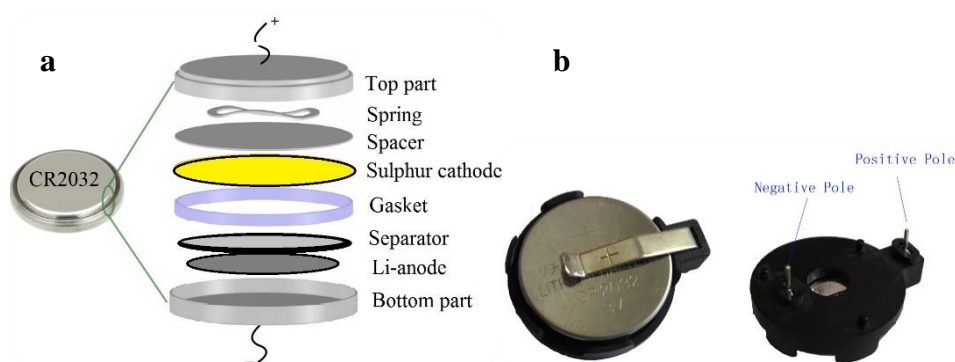 a
+
Top part
Spring
Spacer
Sulphur cathode
CR2032
Gasket
Separator
Li-anode
Bottom part
b
Positive Pole
Negative Pole
+